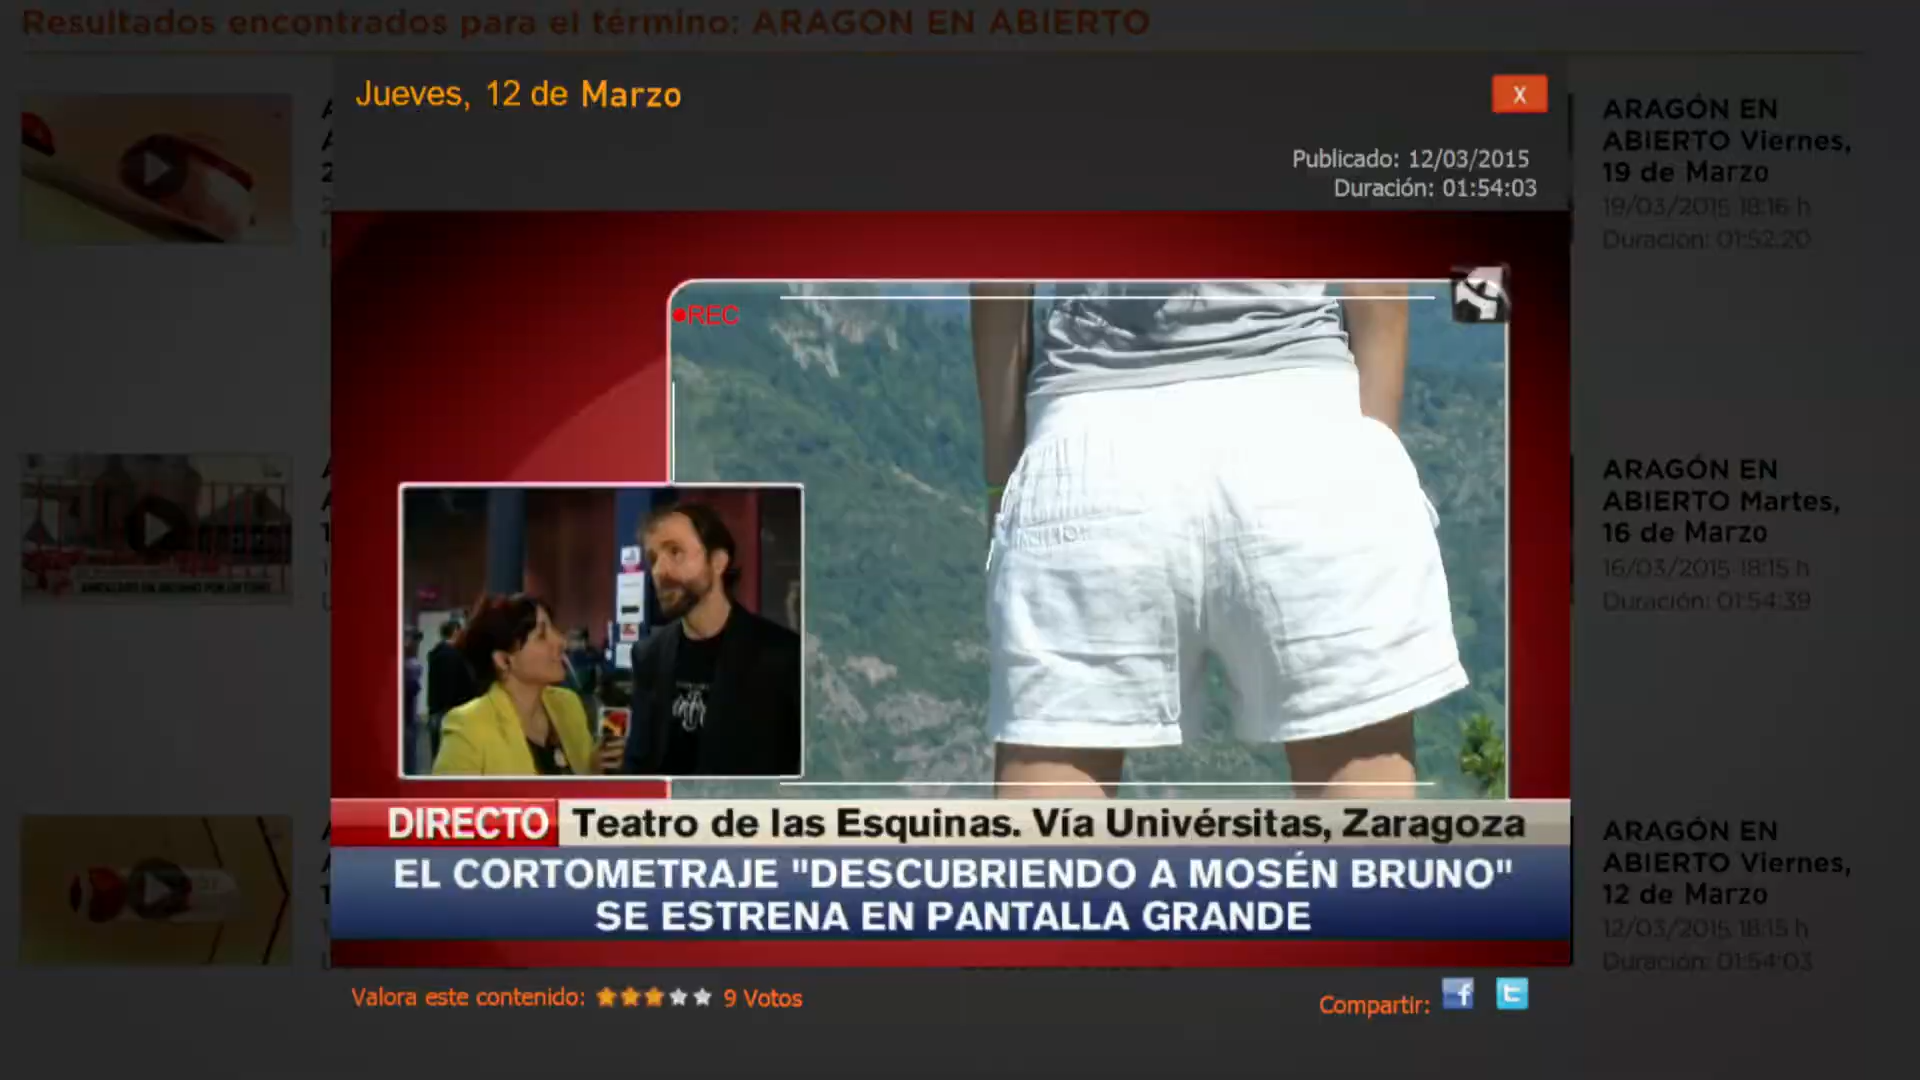 Resultados encontrados para el término: ARAGON EN ABIERTO
Jueves, 12 de Marzo
X
Publicado: 12/03/2015
Duración: 01:54:03
ARAGÓN EN
ABIERTO Viernes,
19 de Marzo
19/03/2015 18:16 h
Duración: 01:52:20
REC
ARAGÓN EN
ABIERTO Martes,
16 de Marzo
16/03/2015 18:15 h
Duración: 01:54:39
DIRECTO
Teatro de las Esquinas. Vía Univérsitas, Zaragoza
EL CORTOMETRAJE "DESCUBRIENDO A MOSÉN BRUNO"
SE ESTRENA EN PANTALLA GRANDE
ARAGÓN EN
ABIERTO Viernes,
12 de Marzo
12/03/2015 18:15 h
Duración: 01:54:03
Valora este contenido:
9 Votos
Compartir:
f
t